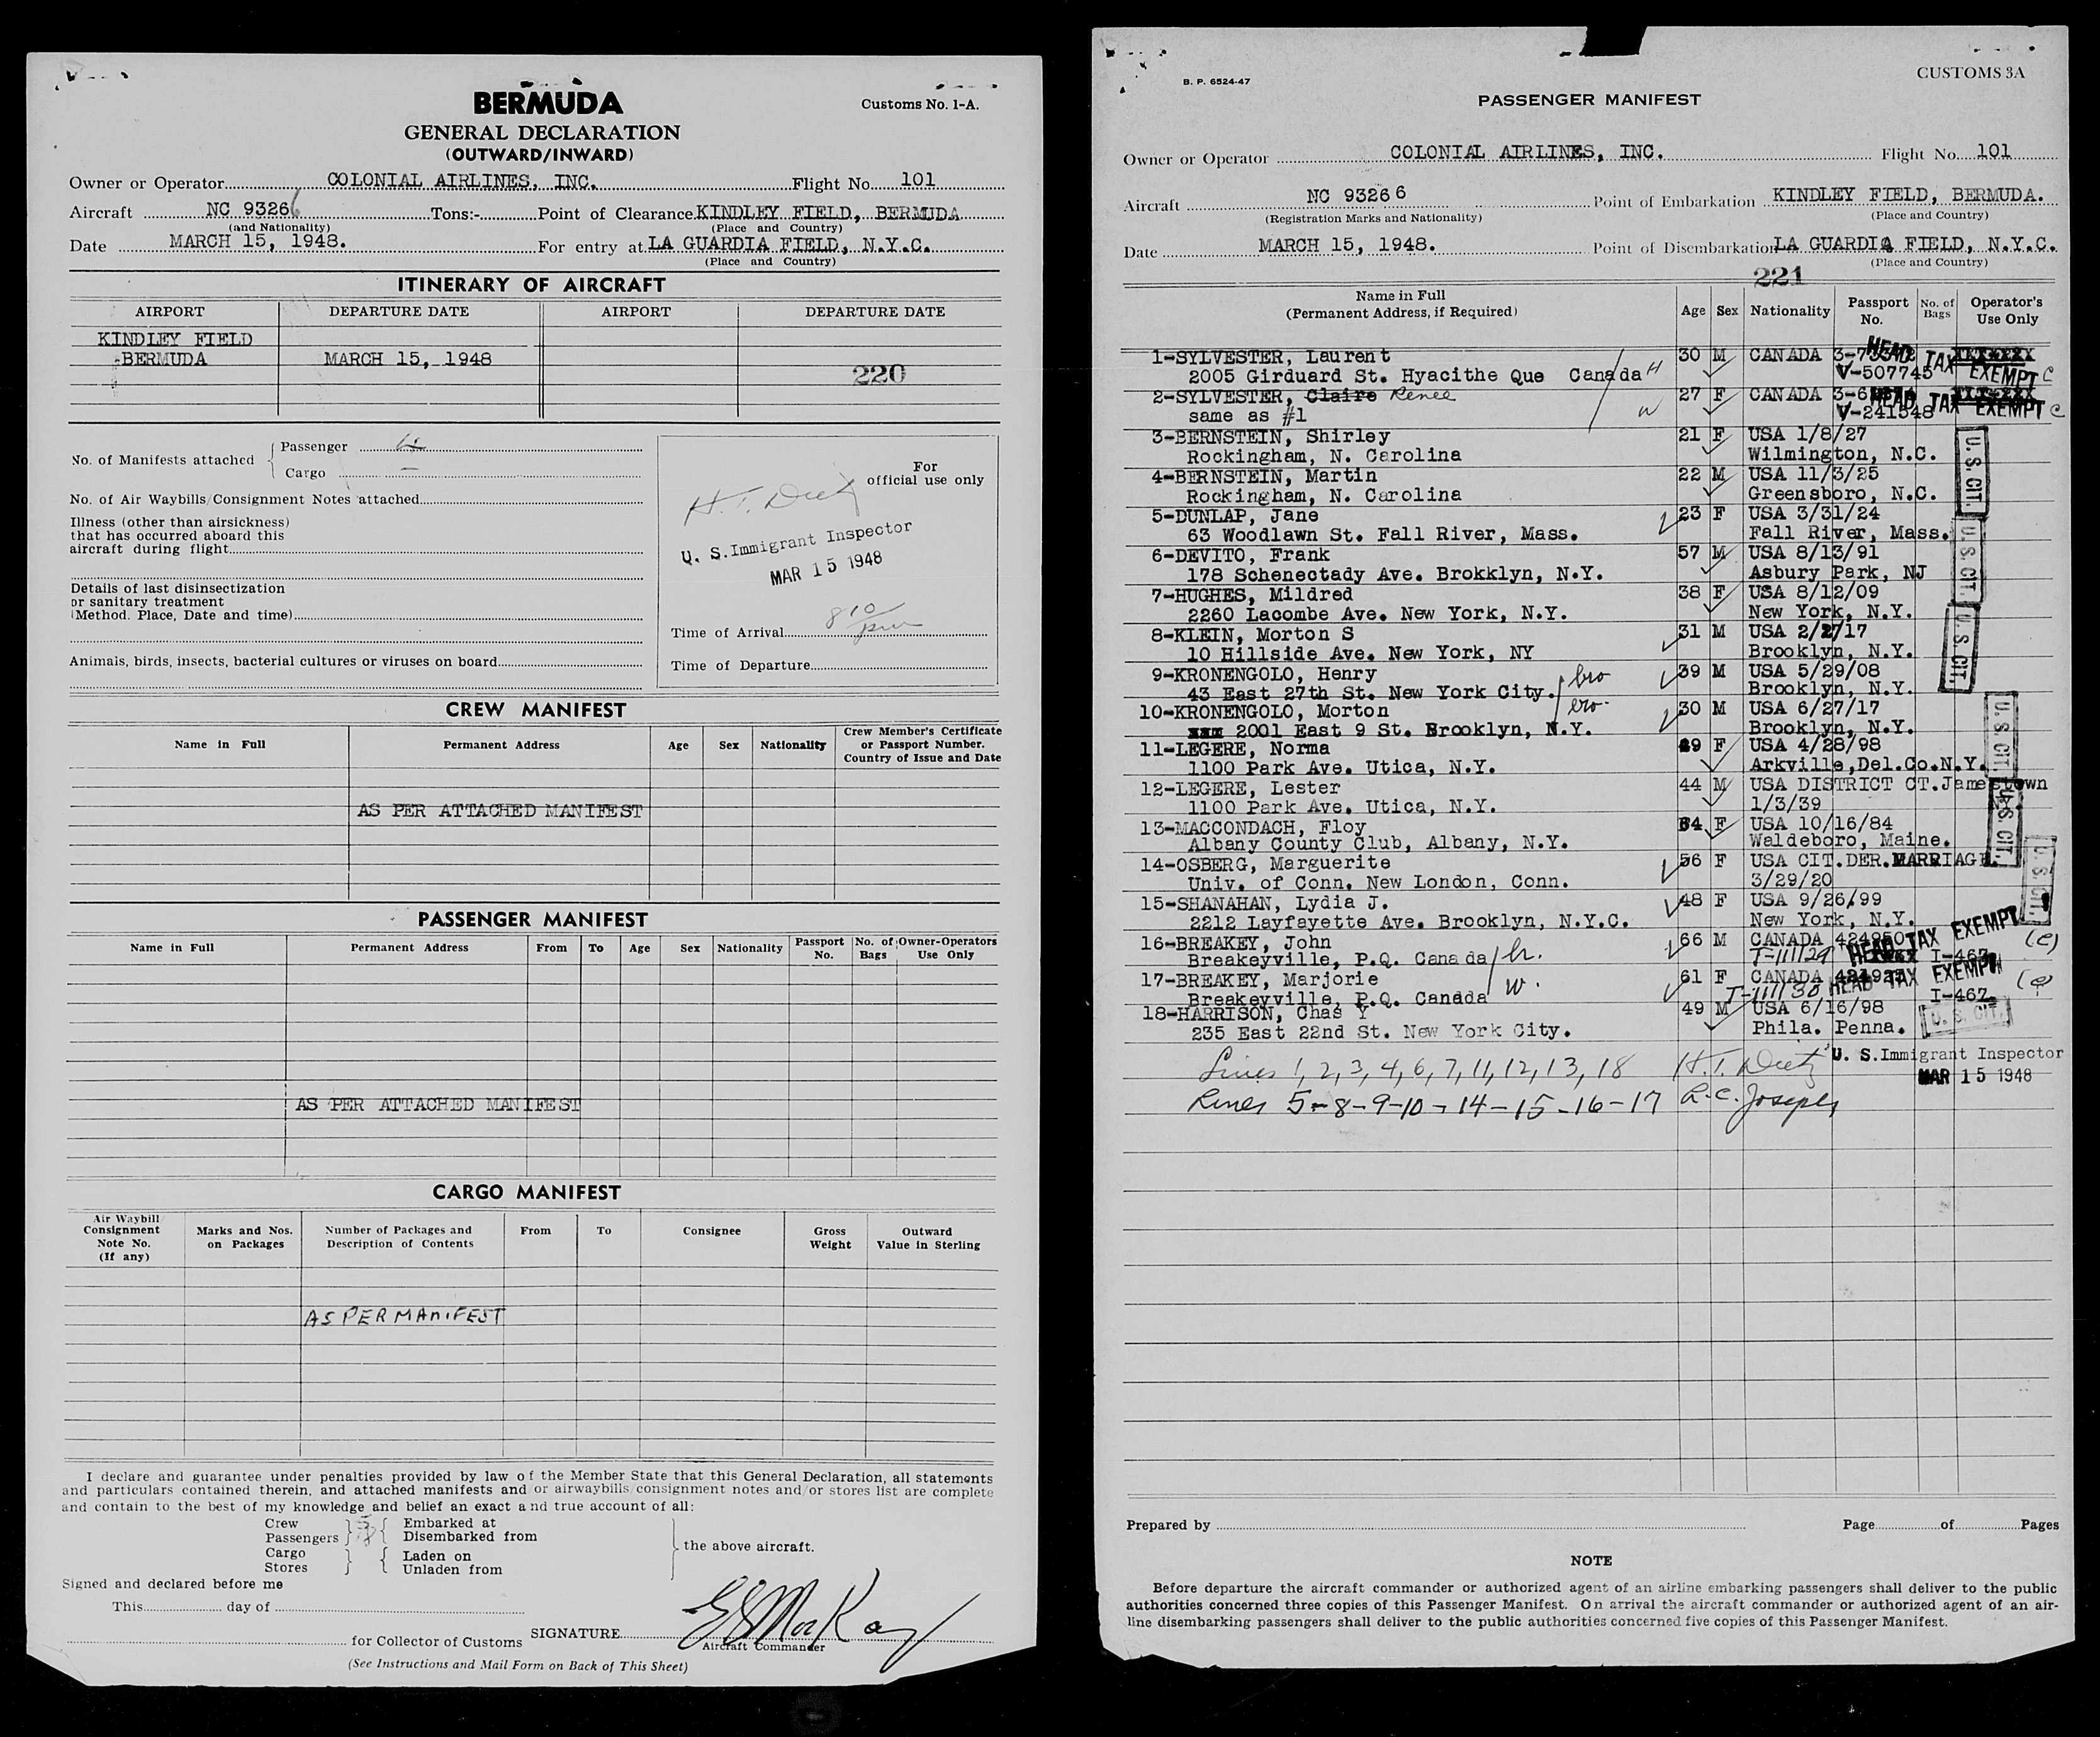 BERMUDA
Customs No. 1-A.
GENERAL DECLARATION
(OUTWARD/INWARD)
Owner or Operator COLONIAL AIRLINES, INC. Flight No. 101
Aircraft NC 93266 Tons:- Point of Clearance KINDLEY FIELD, BERMUDA
(and Nationality) (Place and Country)
Date MARCH 15, 1948. For entry at LA GUARDIA FIELD, N.Y.C.
(Place and Country)
ITINERARY OF AIRCRAFT
AIRPORT DEPARTURE DATE AIRPORT DEPARTURE DATE
KINDLEY FIELD
-BERMUDA MARCH 15, 1948
220
No. of Manifests attached
Passenger
Cargo —
No. of Air Waybills/Consignment Notes attached
Illness (other than airsickness)
that has occurred aboard this
aircraft during flight
Details of last disinsectization
or sanitary treatment
(Method. Place, Date and time)
Animals, birds, insects, bacterial cultures or viruses on board
For
official use only
H. T. Dietz
U. S. Immigrant Inspector
MAR 15 1948
Time of Arrival 8 10 pm
Time of Departure
CREW MANIFEST
Name in Full Permanent Address Age Sex Nationality Crew Member's Certificate
or Passport Number.
Country of Issue and Date
AS PER ATTACHED MANIFEST
PASSENGER MANIFEST
Name in Full Permanent Address From To Age Sex Nationality Passport No. No. of Bags Owner-Operators Use Only
AS PER ATTACHED MANIFEST
CARGO MANIFEST
Air Waybill
Consignment
Note No.
(If any)
Marks and Nos.
on Packages
Number of Packages and
Description of Contents
From To Consignee
Gross
Weight
Outward
Value in Sterling
AS PER MANIFEST
I declare and guarantee under penalties provided by law of the Member State that this General Declaration, all statements
and particulars contained therein, and attached manifests and or airwaybills/consignment notes and/or stores list are complete
and contain to the best of my knowledge and belief an exact and true account of all:
Crew Embarked at
Passengers Disembarked from
the above aircraft.
Cargo Laden on
Stores Unladen from
Signed and declared before me
This day of
for Collector of Customs SIGNATURE
Aircraft Commander
(See Instructions and Mail Form on Back of This Sheet)
B. P. 6524-47
CUSTOMS 3A
PASSENGER MANIFEST
Owner or Operator COLONIAL AIRLINES, INC. Flight No. 101
Aircraft NC 93266 Point of Embarkation KINDLEY FIELD, BERMUDA.
(Registration Marks and Nationality) (Place and Country)
Date MARCH 15, 1948. Point of Disembarkation LA GUARDIA FIELD, N.Y.C.
(Place and Country)
221
Name in Full
(Permanent Address, if Required)
Age Sex Nationality Passport No. No. of Bags Operator's Use Only
1-SYLVESTER, Laurent 30 M CANADA
2005 Girduard St. Hyacithe Que Canada H V-507745 HEAD TAX EXEMPT C
2-SYLVESTER, Claire Renee 27 F CANADA
same as #1 W V-241548 HEAD TAX EXEMPT C
3-BERNSTEIN, Shirley 21 F USA 1/8/27
Rockingham, N. Carolina Wilmington, N.C.
4-BERNSTEIN, Martin 22 M USA 11/3/25
Rockingham, N. Carolina Greensboro, N.C.
U. S. CIT.
5-DUNLAP, Jane 23 F USA 3/31/24
63 Woodlawn St. Fall River, Mass. Fall River, Mass.
6-DEVITO, Frank 57 M USA 8/13/91
178 Schenectady Ave. Brokklyn, N.Y. Asbury Park, NJ
U. S. CIT.
7-HUGHES, Mildred 38 F USA 8/12/09
2260 Lacombe Ave. New York, N.Y. New York, N.Y.
8-KLEIN, Morton S 31 M USA 2/2/17
10 Hillside Ave. New York, NY Brooklyn, N.Y.
U. S. CIT.
9-KRONENGOLO, Henry bro 39 M USA 5/29/08
43 East 27th St. New York City. Brooklyn, N.Y.
10-KRONENGOLO, Morton bro. 30 M USA 6/27/17
2001 East 9 St. Brooklyn, N.Y. Brooklyn, N.Y.
U. S. CIT.
11-LEGERE, Norma 49 F USA 4/28/98
1100 Park Ave. Utica, N.Y. Arkville,Del.Co.N.Y.
12-LEGERE, Lester 44 M USA DISTRICT CT.Jamestown
1100 Park Ave. Utica, N.Y. 1/3/39
U. S. CIT.
13-MACCONDACH, Floy 64 F USA 10/16/84
Albany County Club, Albany, N.Y. Waldeboro, Maine.
14-OSBERG, Marguerite 56 F USA CIT.DER.MARRIAGE
Univ. of Conn. New London, Conn. 3/29/20
U. S. CIT.
15-SHANAHAN, Lydia J. 48 F USA 9/26/99
2212 Layfayette Ave. Brooklyn, N.Y.C. New York, N.Y.
16-BREAKEY, John 66 M CANADA
Breakeyville, P.Q. Canada h. T-111129 HEAD TAX EXEMPT I-467 (c)
17-BREAKEY, Marjorie 61 F CANADA
Breakeyville, P.Q. Canada w. T-111130 HEAD TAX EXEMPT I-467 (c)
18-HARRISON, Chas Y 49 M USA 6/16/98
235 East 22nd St. New York City. Phila. Penna.
U. S. CIT.
Lines 1, 2, 3, 4, 6, 7, 11, 12, 13, 18 H. T. Dietz U. S. Immigrant Inspector
MAR 15 1948
Lines 5-8-9-10-14-15-16-17 R. C. Joseph
Prepared by Page of Pages
NOTE
Before departure the aircraft commander or authorized agent of an airline embarking passengers shall deliver to the public
authorities concerned three copies of this Passenger Manifest. On arrival the aircraft commander or authorized agent of an air-
line disembarking passengers shall deliver to the public authorities concerned five copies of this Passenger Manifest.